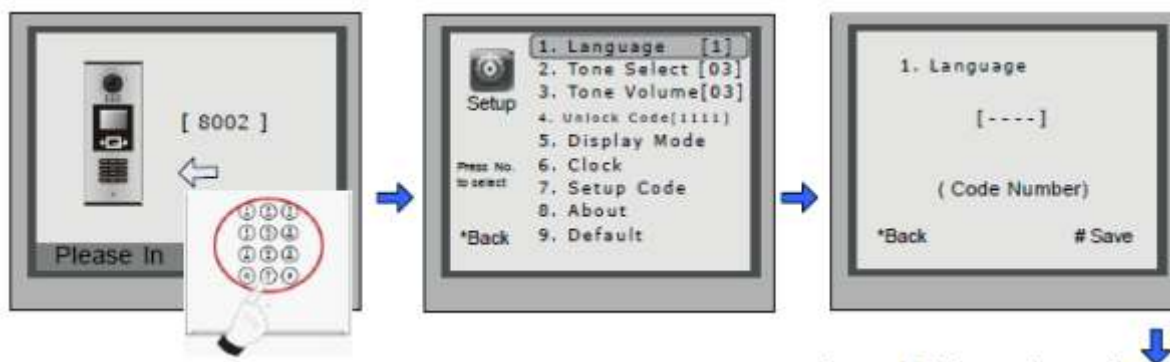 [ 8002 ]
Please In
Setup
Press No.
to select
*Back
1. Language [1]
2. Tone Select [03]
3. Tone Volume[03]
4. Unlock Code[1111]
5. Display Mode
6. Clock
7. Setup Code
8. About
9. Default
1. Language
[----]
( Code Number)
*Back # Save